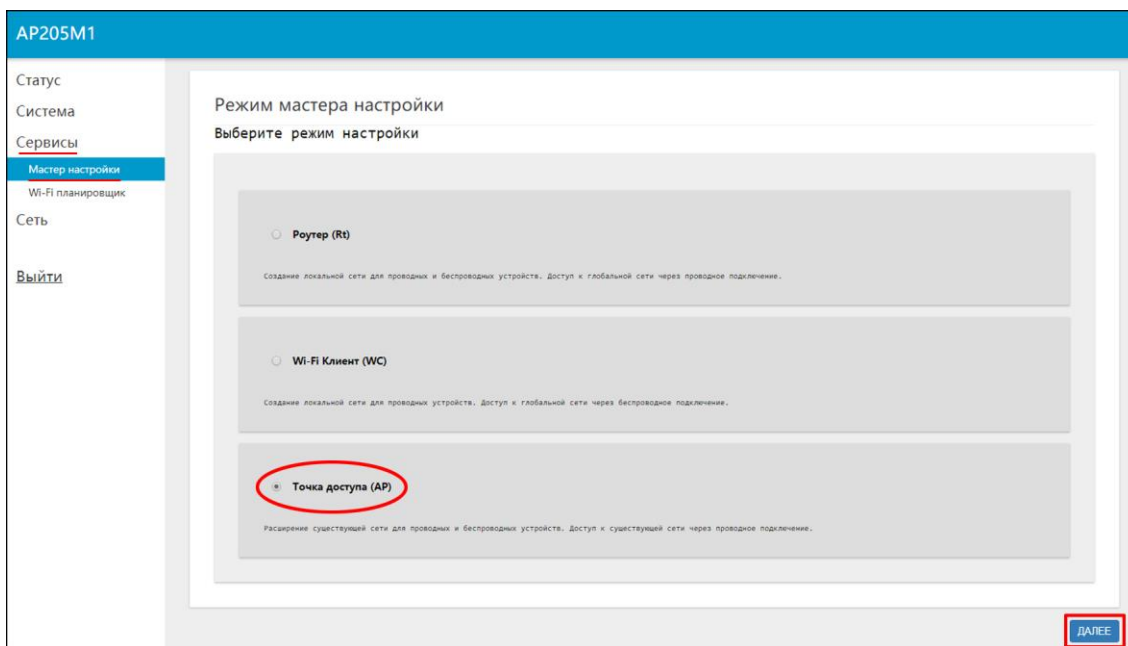 AP205M1
Статус
Система
Сервисы
Мастер настройки
Wi-Fi планировщик
Сеть
Выйти
Режим мастера настройки
Выберите режим настройки
Роутер (Rt)
Создание локальной сети для проводных и беспроводных устройств. Доступ к глобальной сети через проводное подключение.
Wi-Fi Клиент (WC)
Создание локальной сети для проводных устройств. Доступ к глобальной сети через беспроводное подключение.
Точка доступа (AP)
Расширение существующей сети для проводных и беспроводных устройств. Доступ к существующей сети через проводное подключение.
ДАЛЕЕ